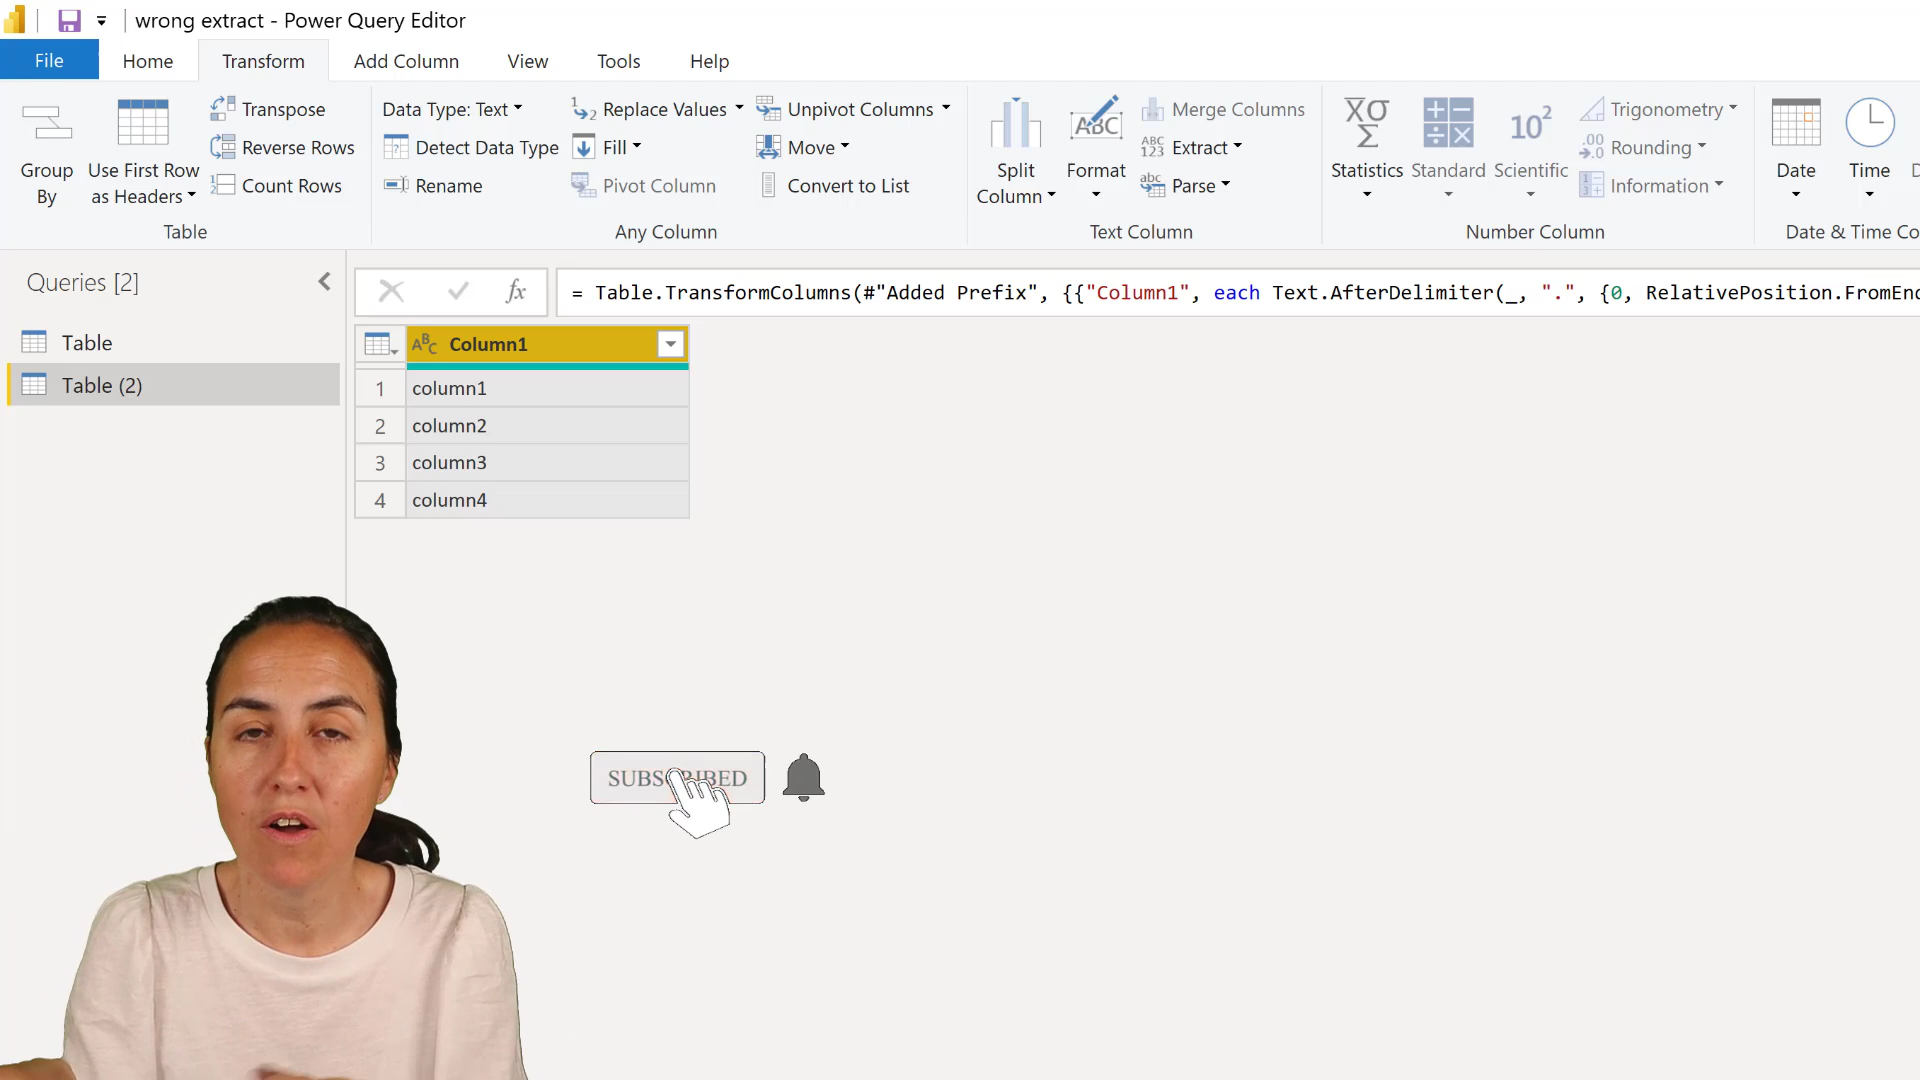 wrong extract - Power Query Editor
File Home Transform Add Column View Tools Help
Group By
Use First Row as Headers
Transpose
Reverse Rows
Count Rows
Table
Data Type: Text
Detect Data Type
Rename
Replace Values
Fill
Pivot Column
Unpivot Columns
Move
Convert to List
Any Column
Split Column
Format
Merge Columns
Extract
Parse
Text Column
Statistics
Standard
Scientific
Trigonometry
Rounding
Information
Number Column
Date
Time
D
Date & Time Co
Queries [2]
fx
= Table.TransformColumns(#"Added Prefix", {{"Column1", each Text.AfterDelimiter(_, ".", {0, RelativePosition.FromEnd
Table
Table (2)
ABC Column1
1 column1
2 column2
3 column3
4 column4
SUBSCRIBED